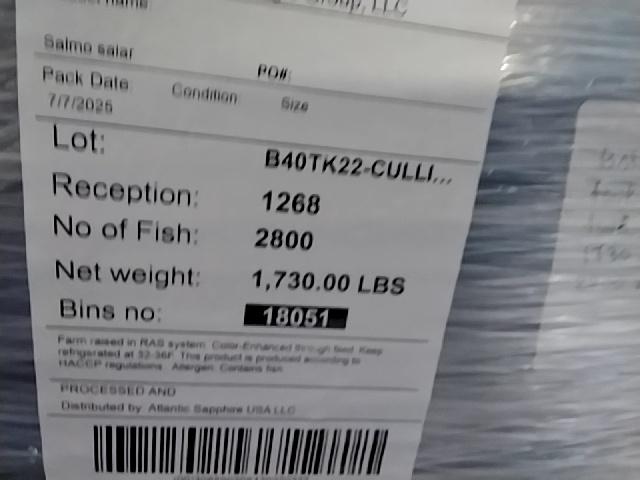 Group, LLC
Salmo salar
PO#:
Pack Date Condition Size
7/7/2025
Lot: B40TK22-CULLI...
Reception: 1268
No of Fish: 2800
Net weight: 1,730.00 LBS
Bins no: 18051
Farm raised in RAS system. Color-Enhanced through feed. Keep
refrigerated at 32-36F. This product is produced according to
HACCP regulations. Allergen: Contains fish
PROCESSED AND
Distributed by: Atlantic Sapphire USA LLC